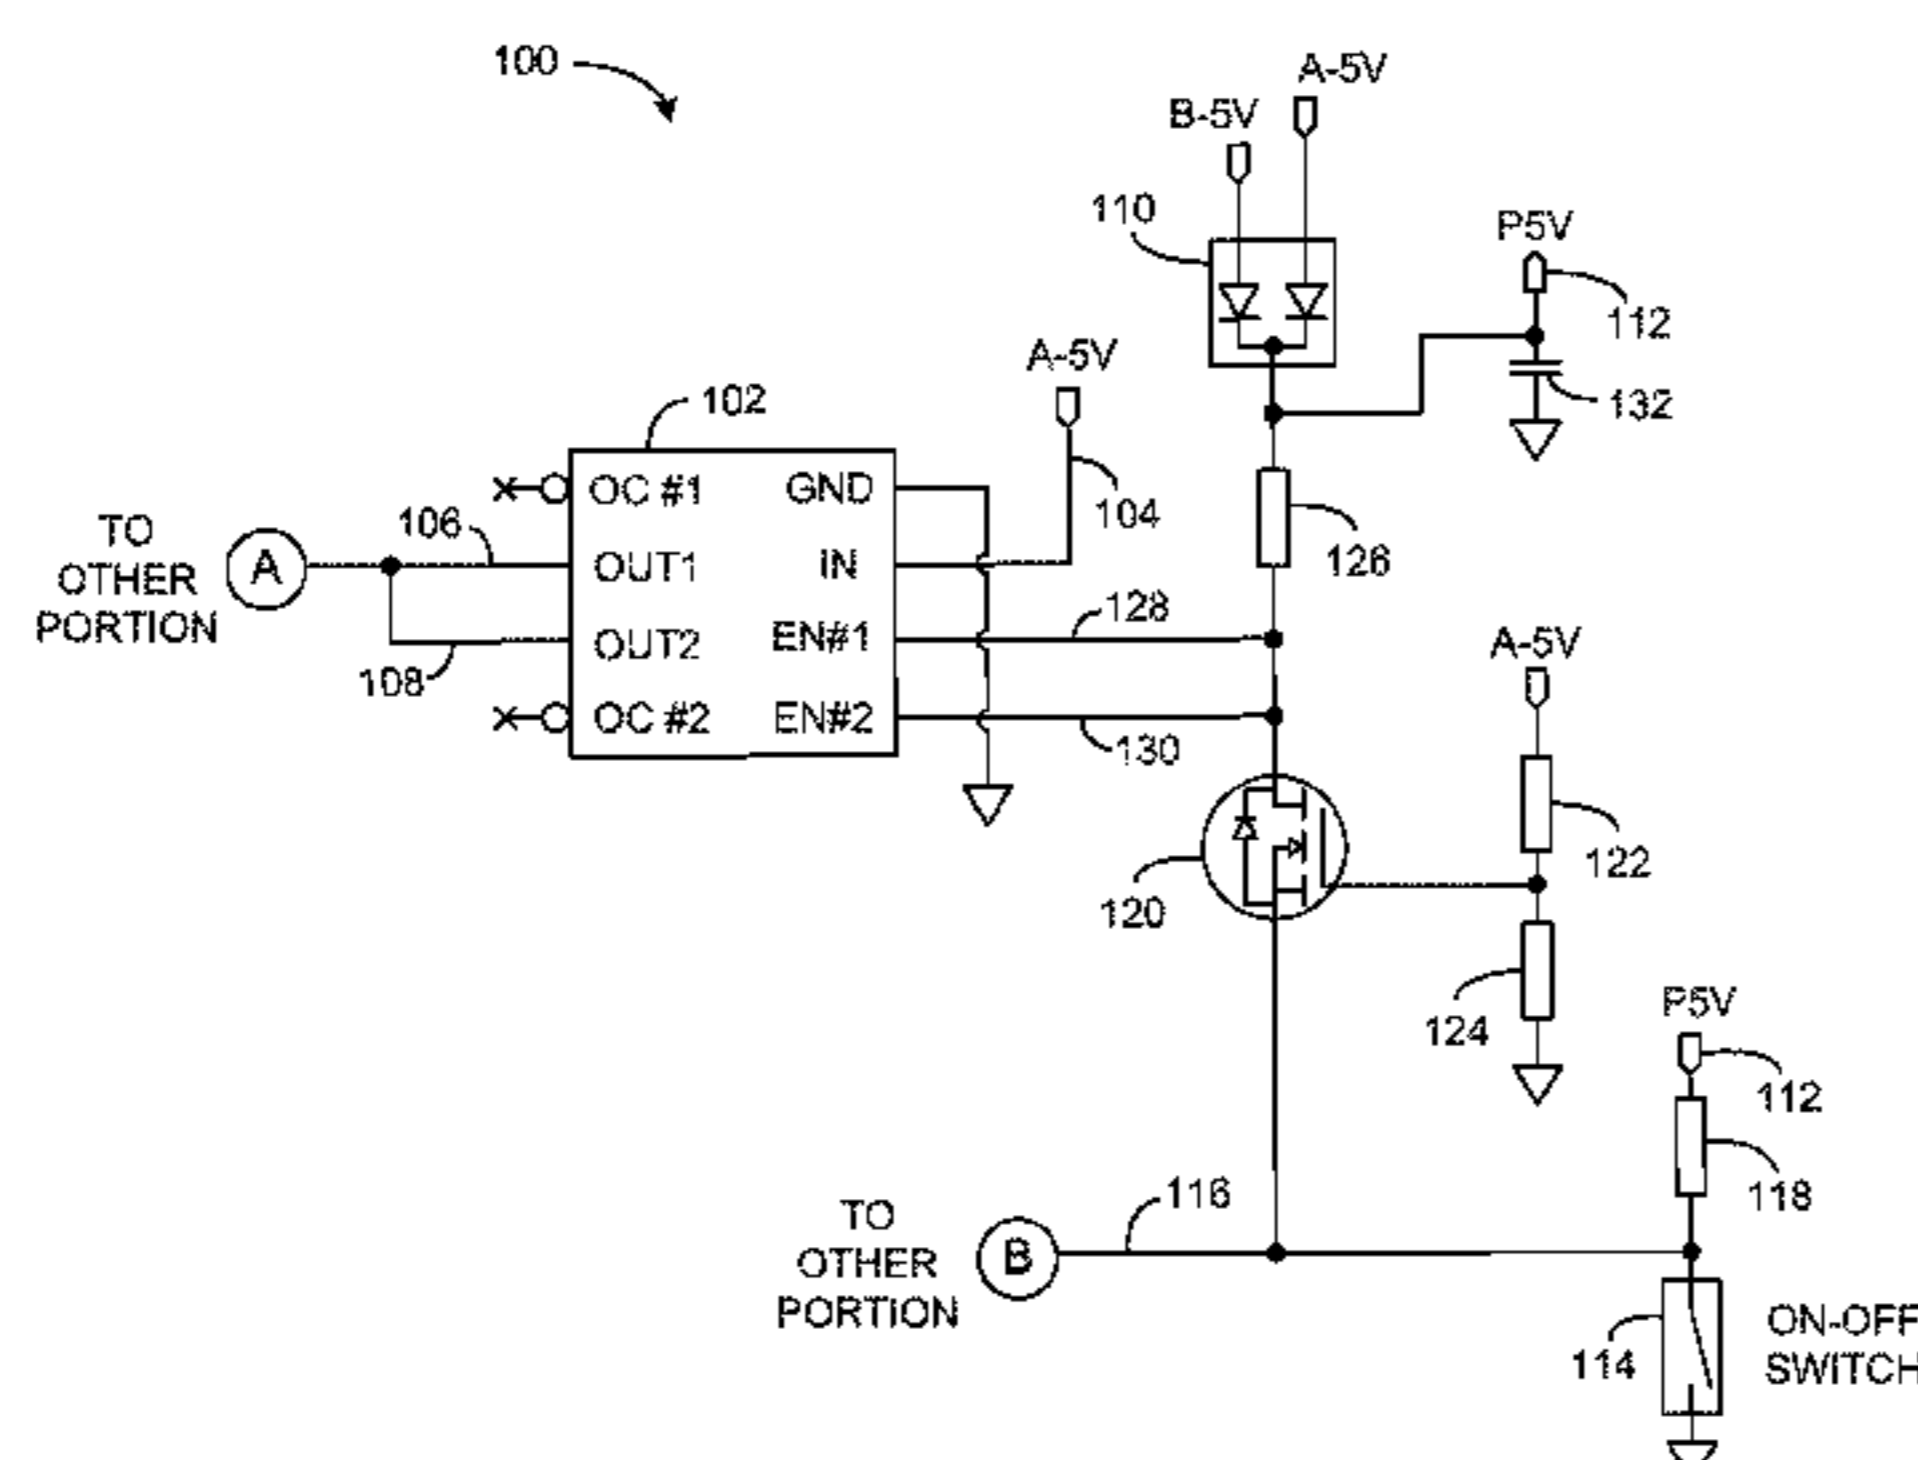 100
A-5V
B-5V
110
P5V
112
132
A-5V
104
102
OC #1
GND
OUT1
IN
OUT2
EN#1
OC #2
EN#2
106
108
TO
OTHER
PORTION
A
126
128
130
A-5V
122
120
124
P5V
112
118
116
TO
OTHER
PORTION
B
114
ON-OFF
SWITCH